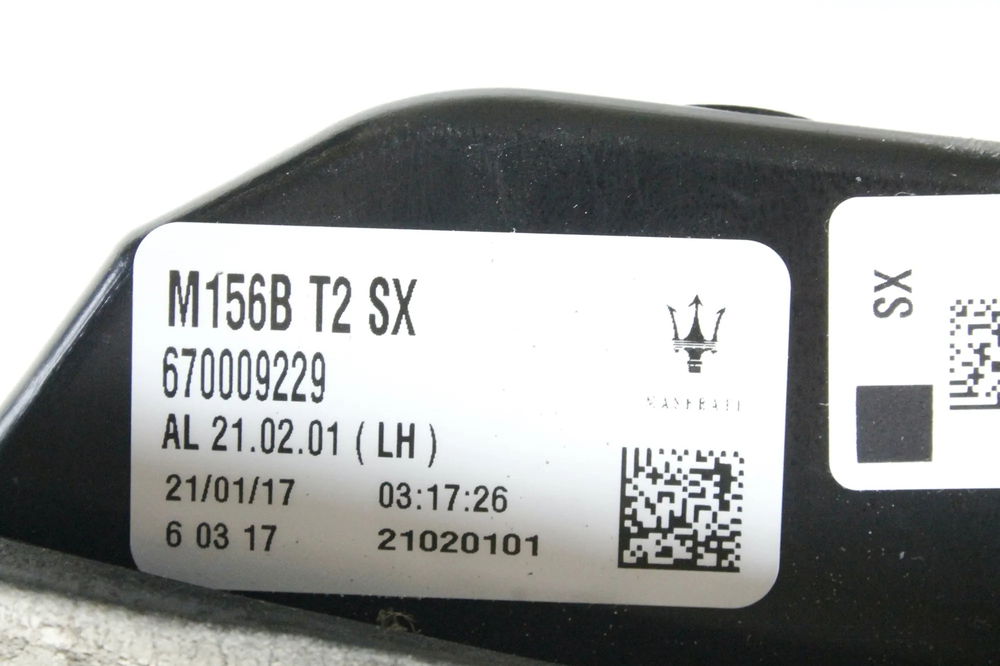 M156B T2 SX
670009229
MASERATI
AL 21.02.01 ( LH )
21/01/17 03:17:26
6 03 17 21020101
SX